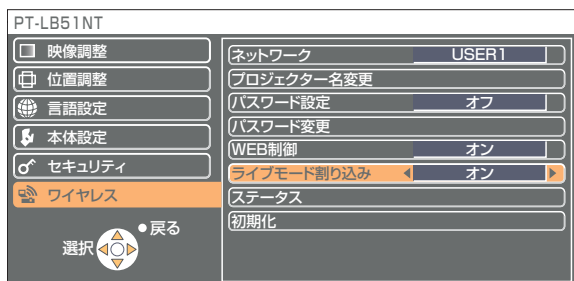 PT-LB51NT
映像調整
位置調整
言語設定
本体設定
セキュリティ
ワイヤレス
選択
戻る
ネットワーク USER1
プロジェクター名変更
パスワード設定 オフ
パスワード変更
WEB制御 オン
ライブモード割り込み オン
ステータス
初期化